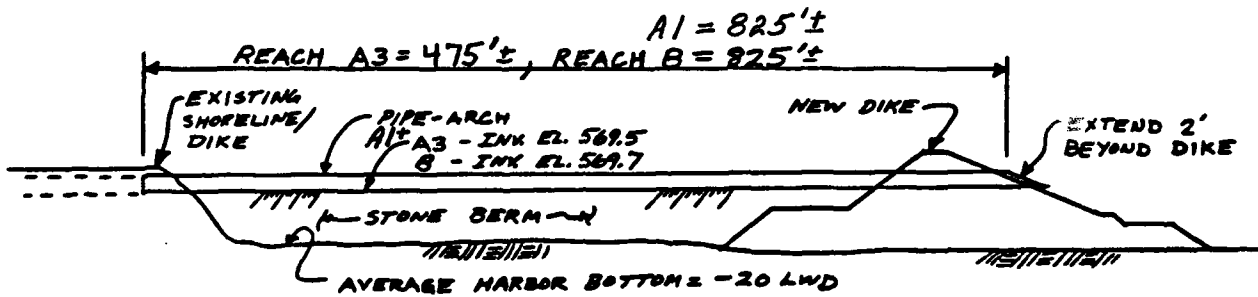 A1 = 825'±
REACH A3 = 475'±, REACH B = 825'±
EXISTING
SHORELINE/
DIKE
PIPE-ARCH
A1+ A3 - INV. EL. 569.5
B - INV. EL. 569.7
NEW DIKE
EXTEND 2'
BEYOND DIKE
STONE BERM
AVERAGE HARBOR BOTTOM = -20 LWD